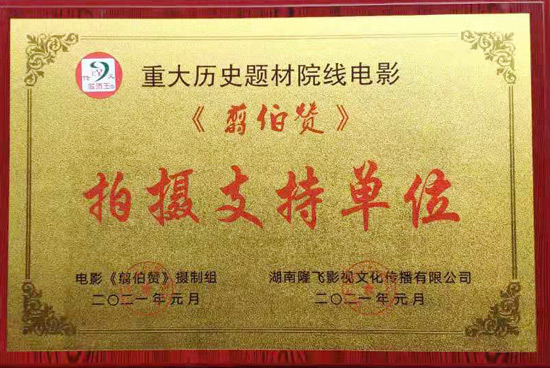 重大历史题材院线电影
《翦伯赞》
拍摄支持单位
电影《翦伯赞》摄制组
二〇二一年元月
湖南隆飞影视文化传播有限公司
二〇二一年元月